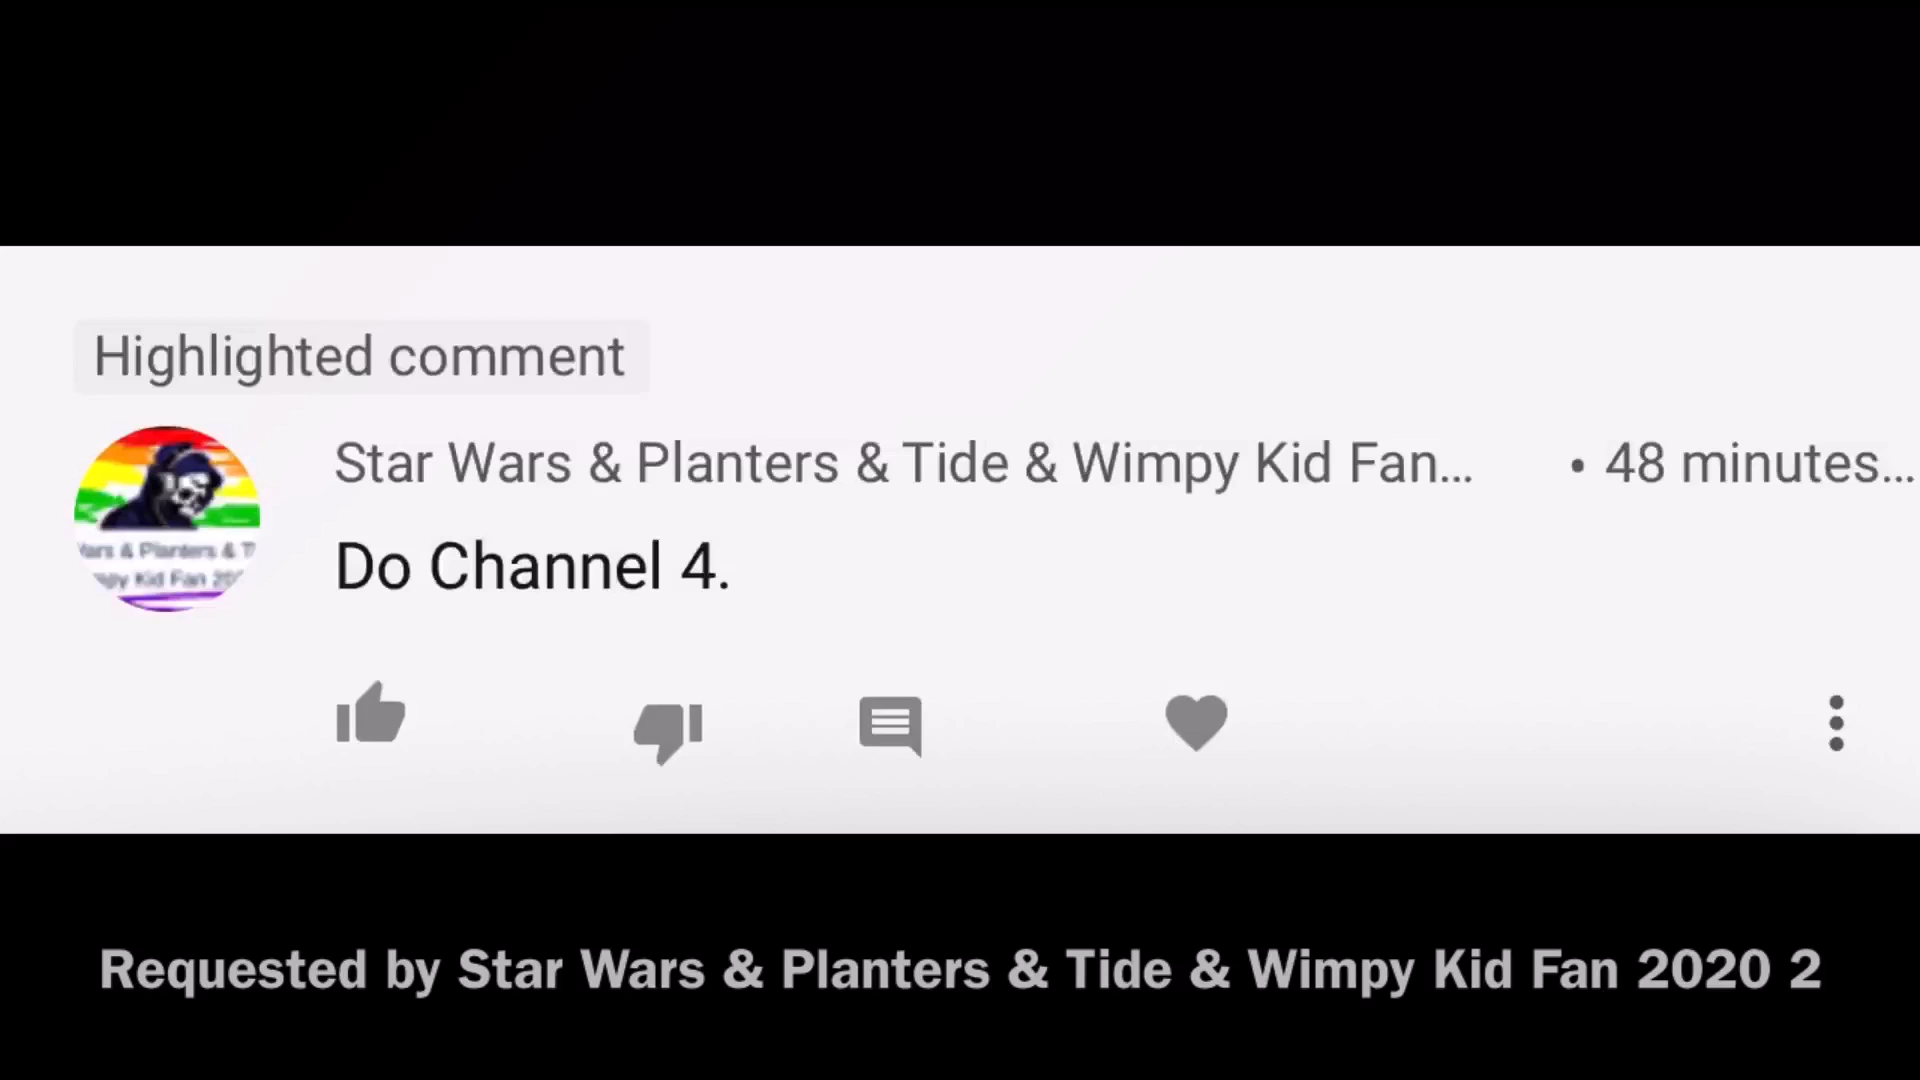 Highlighted comment
Star Wars & Planters & Tide & Wimpy Kid Fan... • 48 minutes...
Do Channel 4.
Requested by Star Wars & Planters & Tide & Wimpy Kid Fan 2020 2